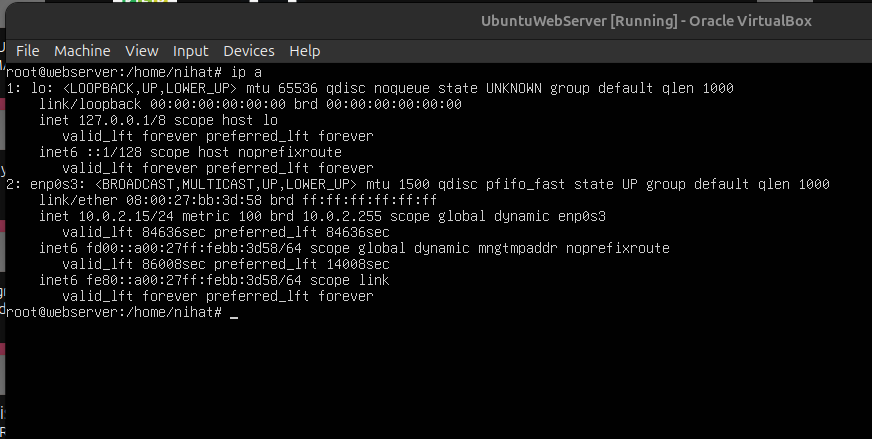 UbuntuWebServer [Running] - Oracle VirtualBox
File Machine View Input Devices Help
root@webserver:/home/nihat# ip a
1: lo: <LOOPBACK,UP,LOWER_UP> mtu 65536 qdisc noqueue state UNKNOWN group default qlen 1000
    link/loopback 00:00:00:00:00:00 brd 00:00:00:00:00:00
    inet 127.0.0.1/8 scope host lo
       valid_lft forever preferred_lft forever
    inet6 ::1/128 scope host noprefixroute
       valid_lft forever preferred_lft forever
2: enp0s3: <BROADCAST,MULTICAST,UP,LOWER_UP> mtu 1500 qdisc pfifo_fast state UP group default qlen 1000
    link/ether 08:00:27:bb:3d:58 brd ff:ff:ff:ff:ff:ff
    inet 10.0.2.15/24 metric 100 brd 10.0.2.255 scope global dynamic enp0s3
       valid_lft 84636sec preferred_lft 84636sec
    inet6 fd00::a00:27ff:febb:3d58/64 scope global dynamic mngtmpaddr noprefixroute
       valid_lft 86008sec preferred_lft 14008sec
    inet6 fe80::a00:27ff:febb:3d58/64 scope link
       valid_lft forever preferred_lft forever
root@webserver:/home/nihat# _